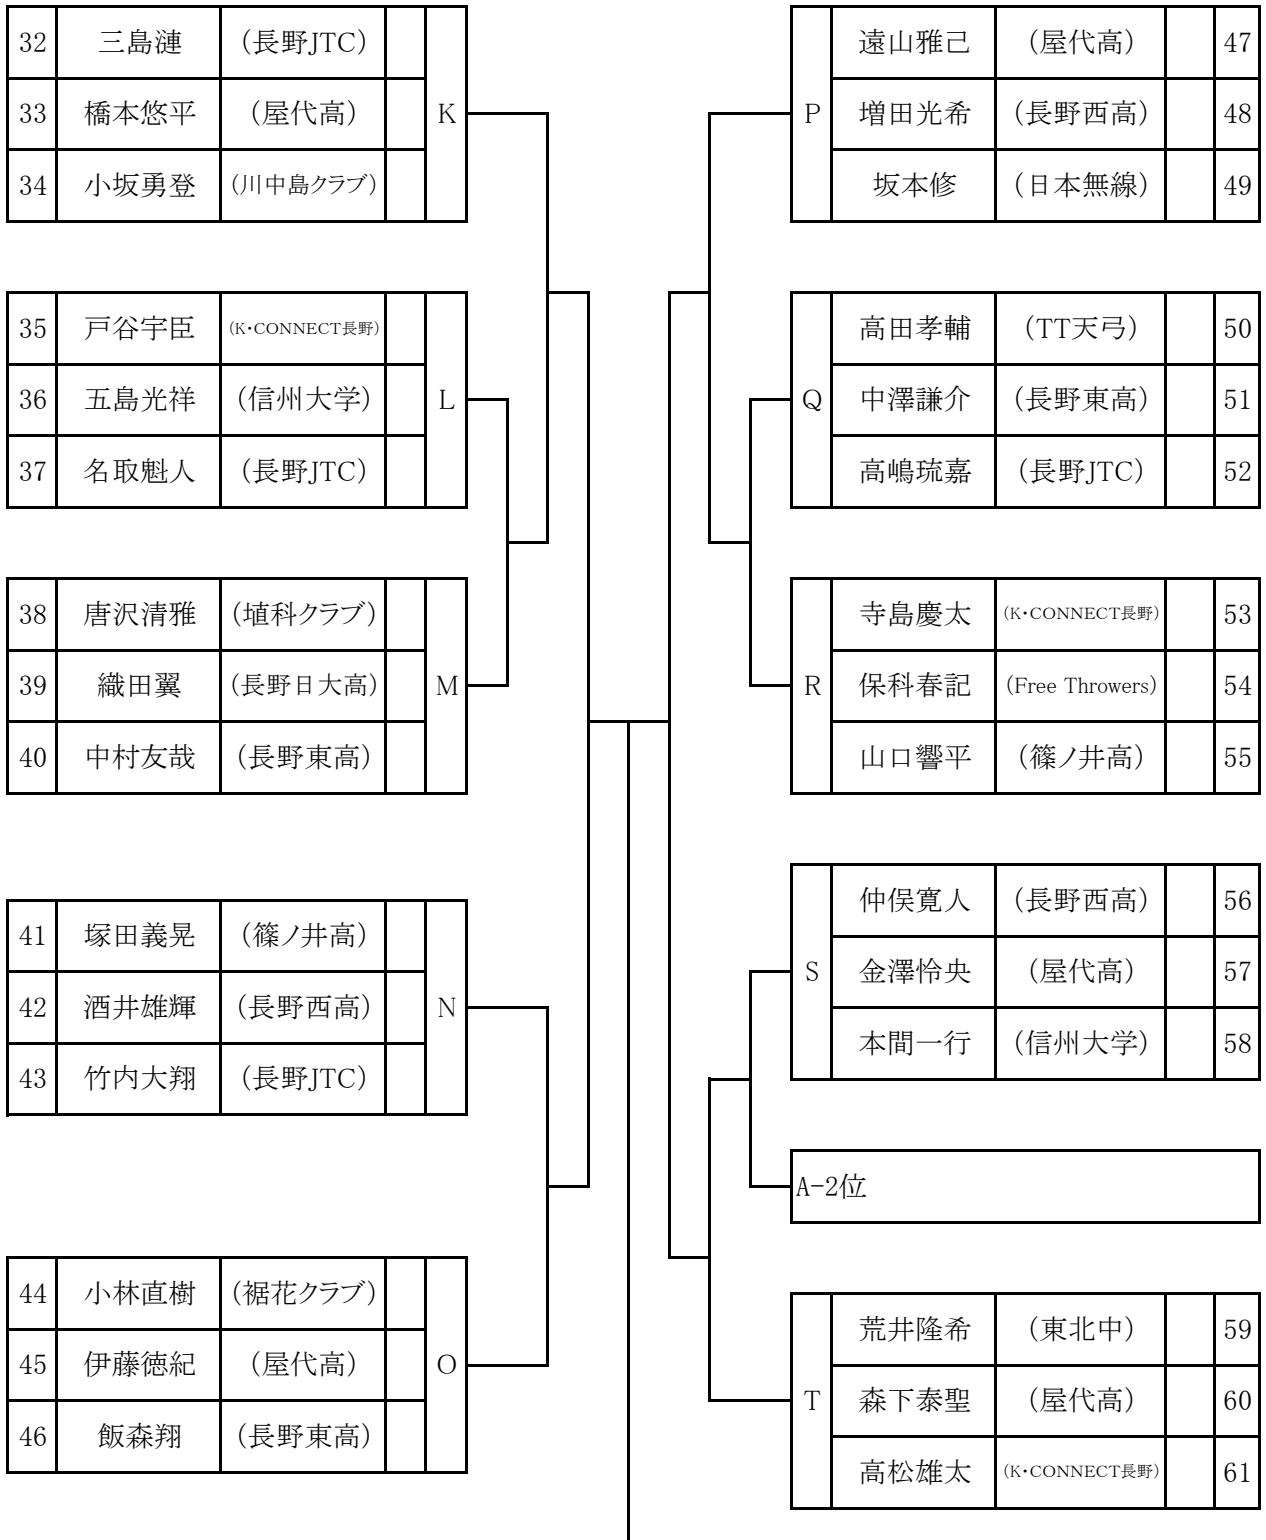 32 三島漣 (長野JTC)
33 橋本悠平 (屋代高) K
34 小坂勇登 (川中島クラブ)
35 戸谷宇臣 (K・CONNECT長野)
36 五島光祥 (信州大学) L
37 名取魁人 (長野JTC)
38 唐沢清雅 (埴科クラブ)
39 織田翼 (長野日大高) M
40 中村友哉 (長野東高)
41 塚田義晃 (篠ノ井高)
42 酒井雄輝 (長野西高) N
43 竹内大翔 (長野JTC)
44 小林直樹 (裾花クラブ)
45 伊藤徳紀 (屋代高) O
46 飯森翔 (長野東高)
遠山雅己 (屋代高) 47
P 増田光希 (長野西高) 48
坂本修 (日本無線) 49
高田孝輔 (TT天弓) 50
Q 中澤謙介 (長野東高) 51
高嶋琉嘉 (長野JTC) 52
寺島慶太 (K・CONNECT長野) 53
R 保科春記 (Free Throwers) 54
山口響平 (篠ノ井高) 55
仲俣寛人 (長野西高) 56
S 金澤怜央 (屋代高) 57
本間一行 (信州大学) 58
A-2位
荒井隆希 (東北中) 59
T 森下泰聖 (屋代高) 60
高松雄太 (K・CONNECT長野) 61